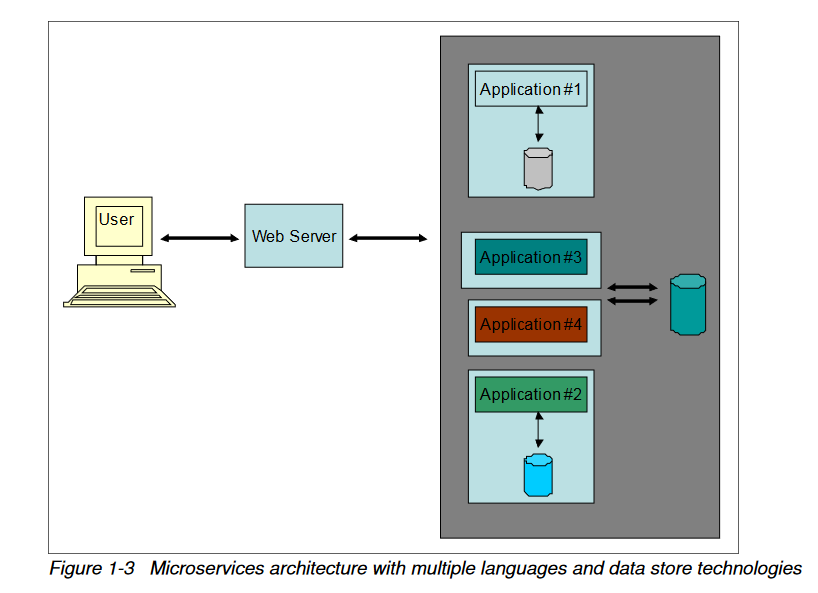 Application #1
User
Web Server
Application #3
Application #4
Application #2
Figure 1-3 Microservices architecture with multiple languages and data store technologies